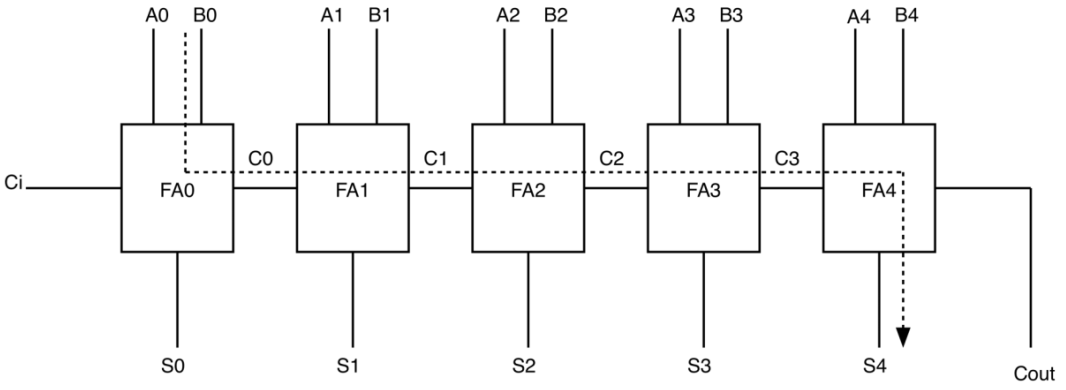 A0 B0 A1 B1 A2 B2 A3 B3 A4 B4
C0 C1 C2 C3
Ci FA0 FA1 FA2 FA3 FA4
S0 S1 S2 S3 S4 Cout